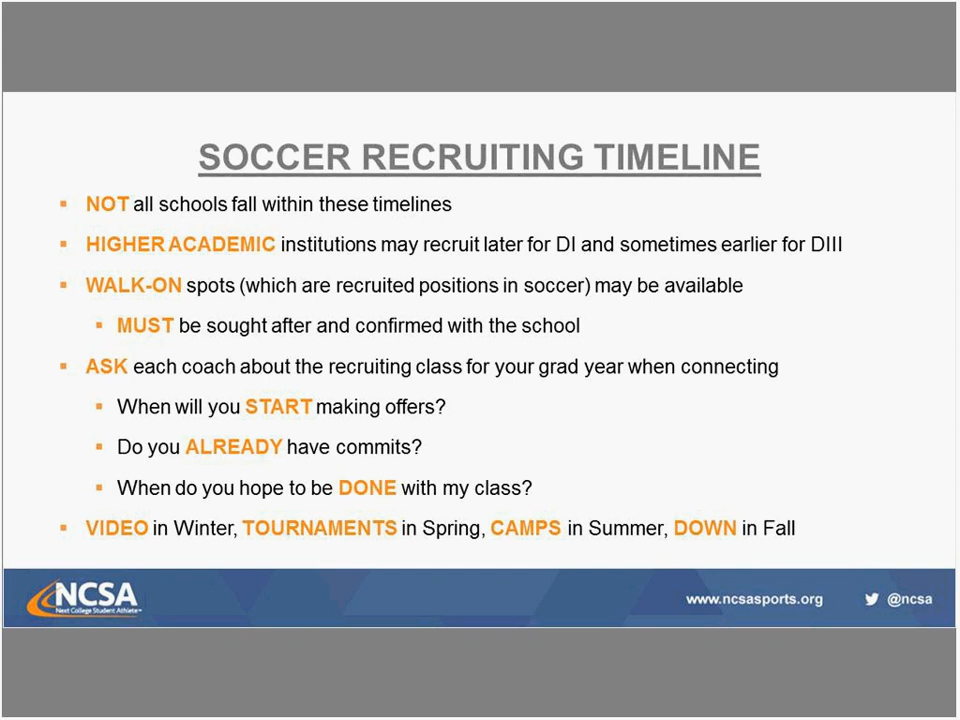 SOCCER RECRUITING TIMELINE
NOT all schools fall within these timelines
HIGHER ACADEMIC institutions may recruit later for DI and sometimes earlier for DIII
WALK-ON spots (which are recruited positions in soccer) may be available
MUST be sought after and confirmed with the school
ASK each coach about the recruiting class for your grad year when connecting
When will you START making offers?
Do you ALREADY have commits?
When do you hope to be DONE with my class?
VIDEO in Winter, TOURNAMENTS in Spring, CAMPS in Summer, DOWN in Fall
NCSA
Next College Student Athlete™
www.ncsasports.org @ncsa